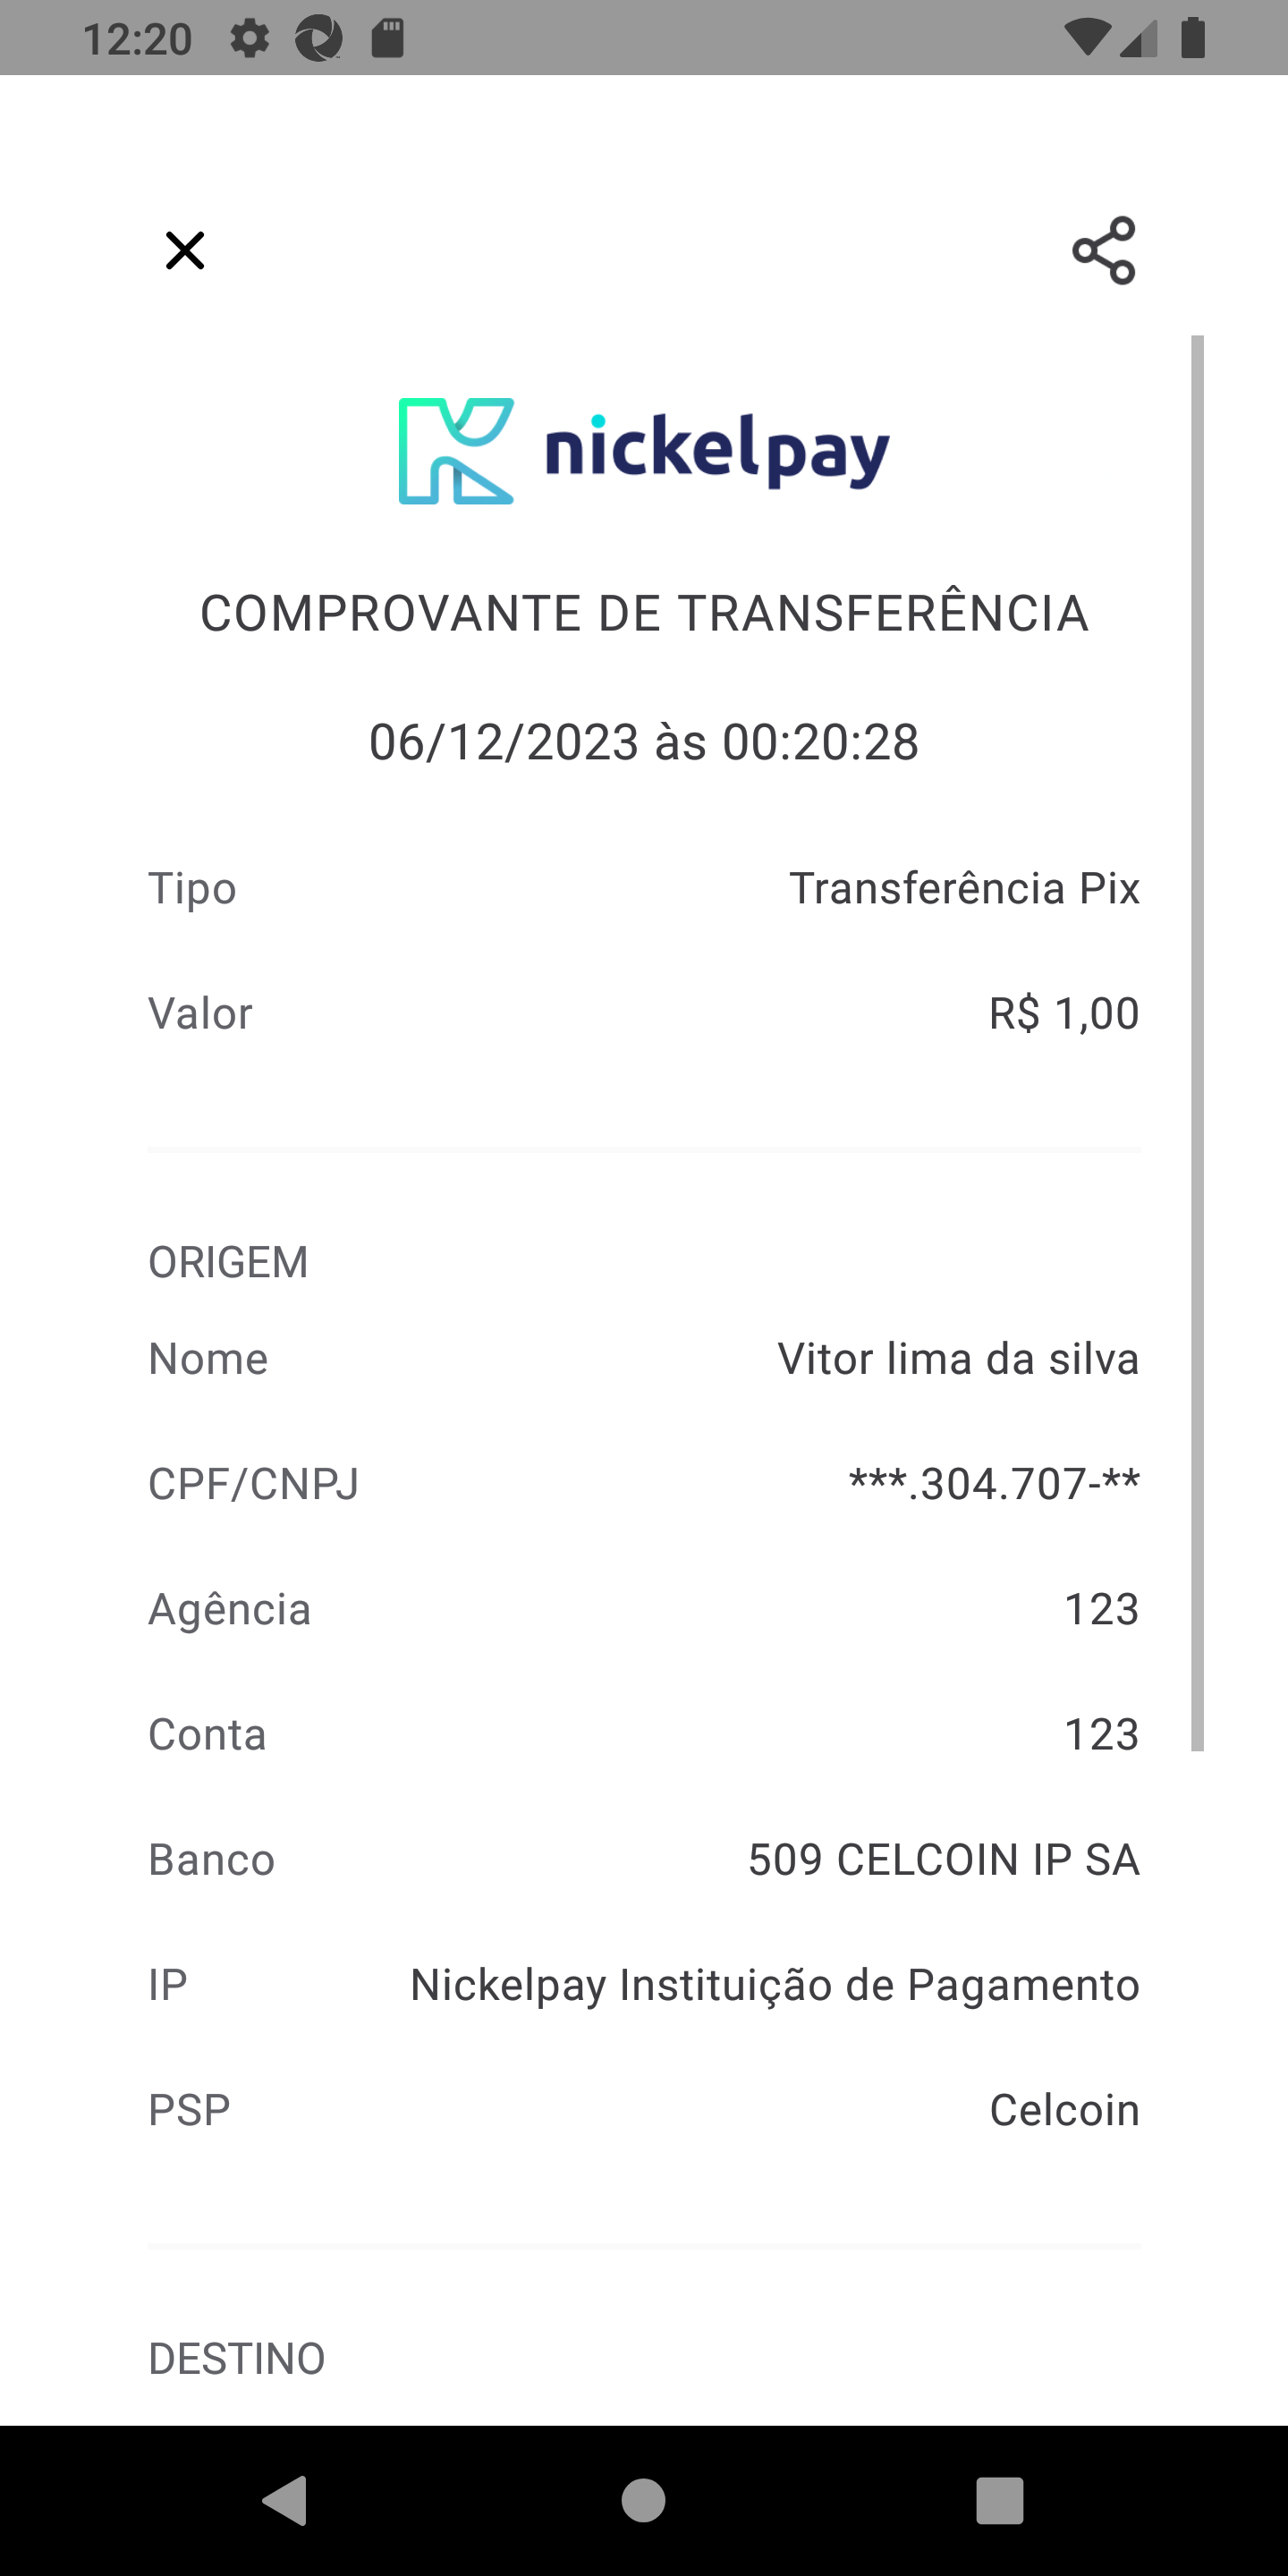 12:20
nickelpay
COMPROVANTE DE TRANSFERÊNCIA
06/12/2023 às 00:20:28
Tipo Transferência Pix
Valor R$ 1,00
ORIGEM
Nome Vitor lima da silva
CPF/CNPJ ***.304.707-**
Agência 123
Conta 123
Banco 509 CELCOIN IP SA
IP Nickelpay Instituição de Pagamento
PSP Celcoin
DESTINO